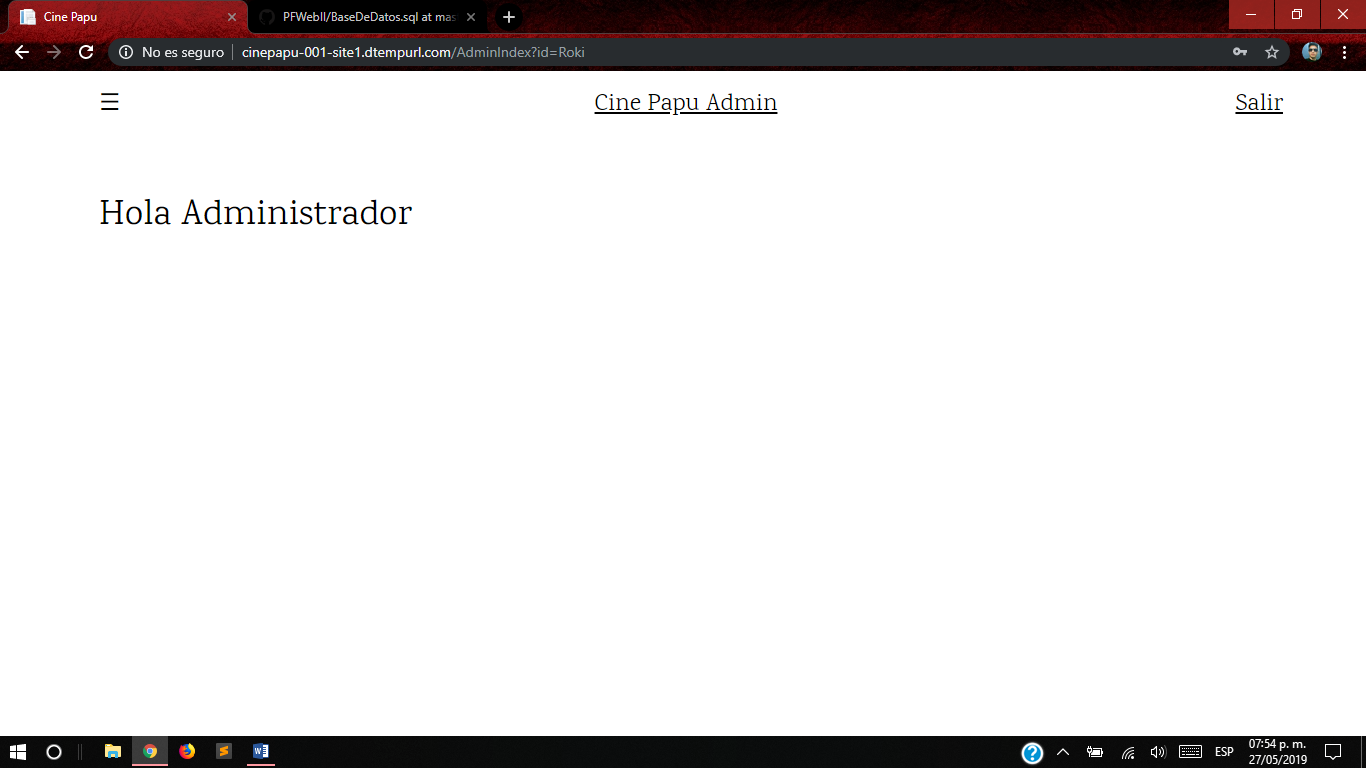 Cine Papu
PFWebII/BaseDeDatos.sql at mas
No es seguro
cinepapu-001-site1.dtempurl.com/AdminIndex?id=Roki
Cine Papu Admin
Salir
Hola Administrador
ESP
07:54 p. m.
27/05/2019